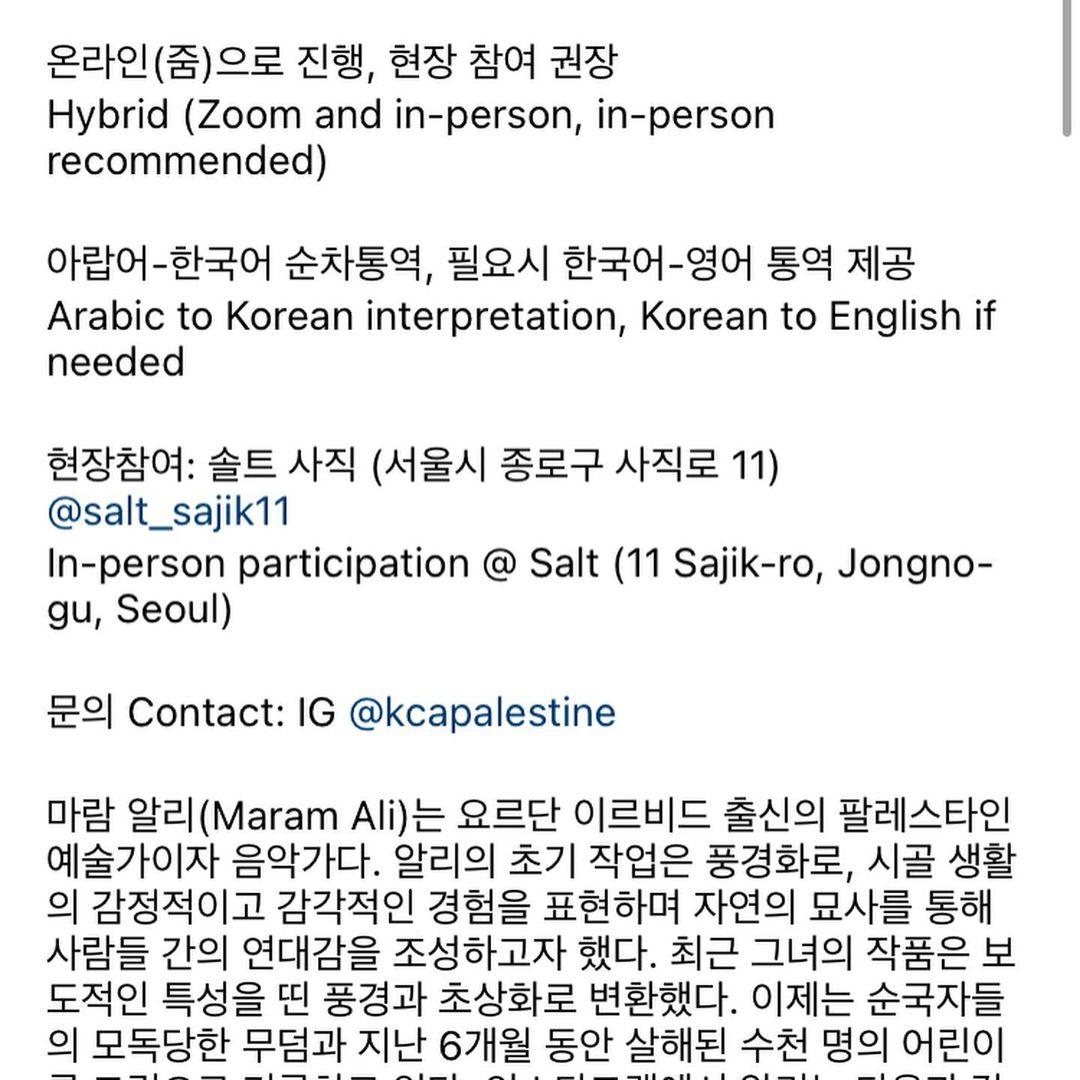 온라인(줌)으로 진행, 현장 참여 권장
Hybrid (Zoom and in-person, in-person
recommended)
아랍어-한국어 순차통역, 필요시 한국어-영어 통역 제공
Arabic to Korean interpretation, Korean to English if
needed
현장참여: 솔트 사직 (서울시 종로구 사직로 11)
@salt_sajik11
In-person participation @ Salt (11 Sajik-ro, Jongno-
gu, Seoul)
문의 Contact: IG @kcapalestine
마람 알리(Maram Ali)는 요르단 이르비드 출신의 팔레스타인
예술가이자 음악가다. 알리의 초기 작업은 풍경화로, 시골 생활
의 감정적이고 감각적인 경험을 표현하며 자연의 묘사를 통해
사람들 간의 연대감을 조성하고자 했다. 최근 그녀의 작품은 보
도적인 특성을 띤 풍경과 초상화로 변환했다. 이제는 순국자들
의 모독당한 무덤과 지난 6개월 동안 살해된 수천 명의 어린이